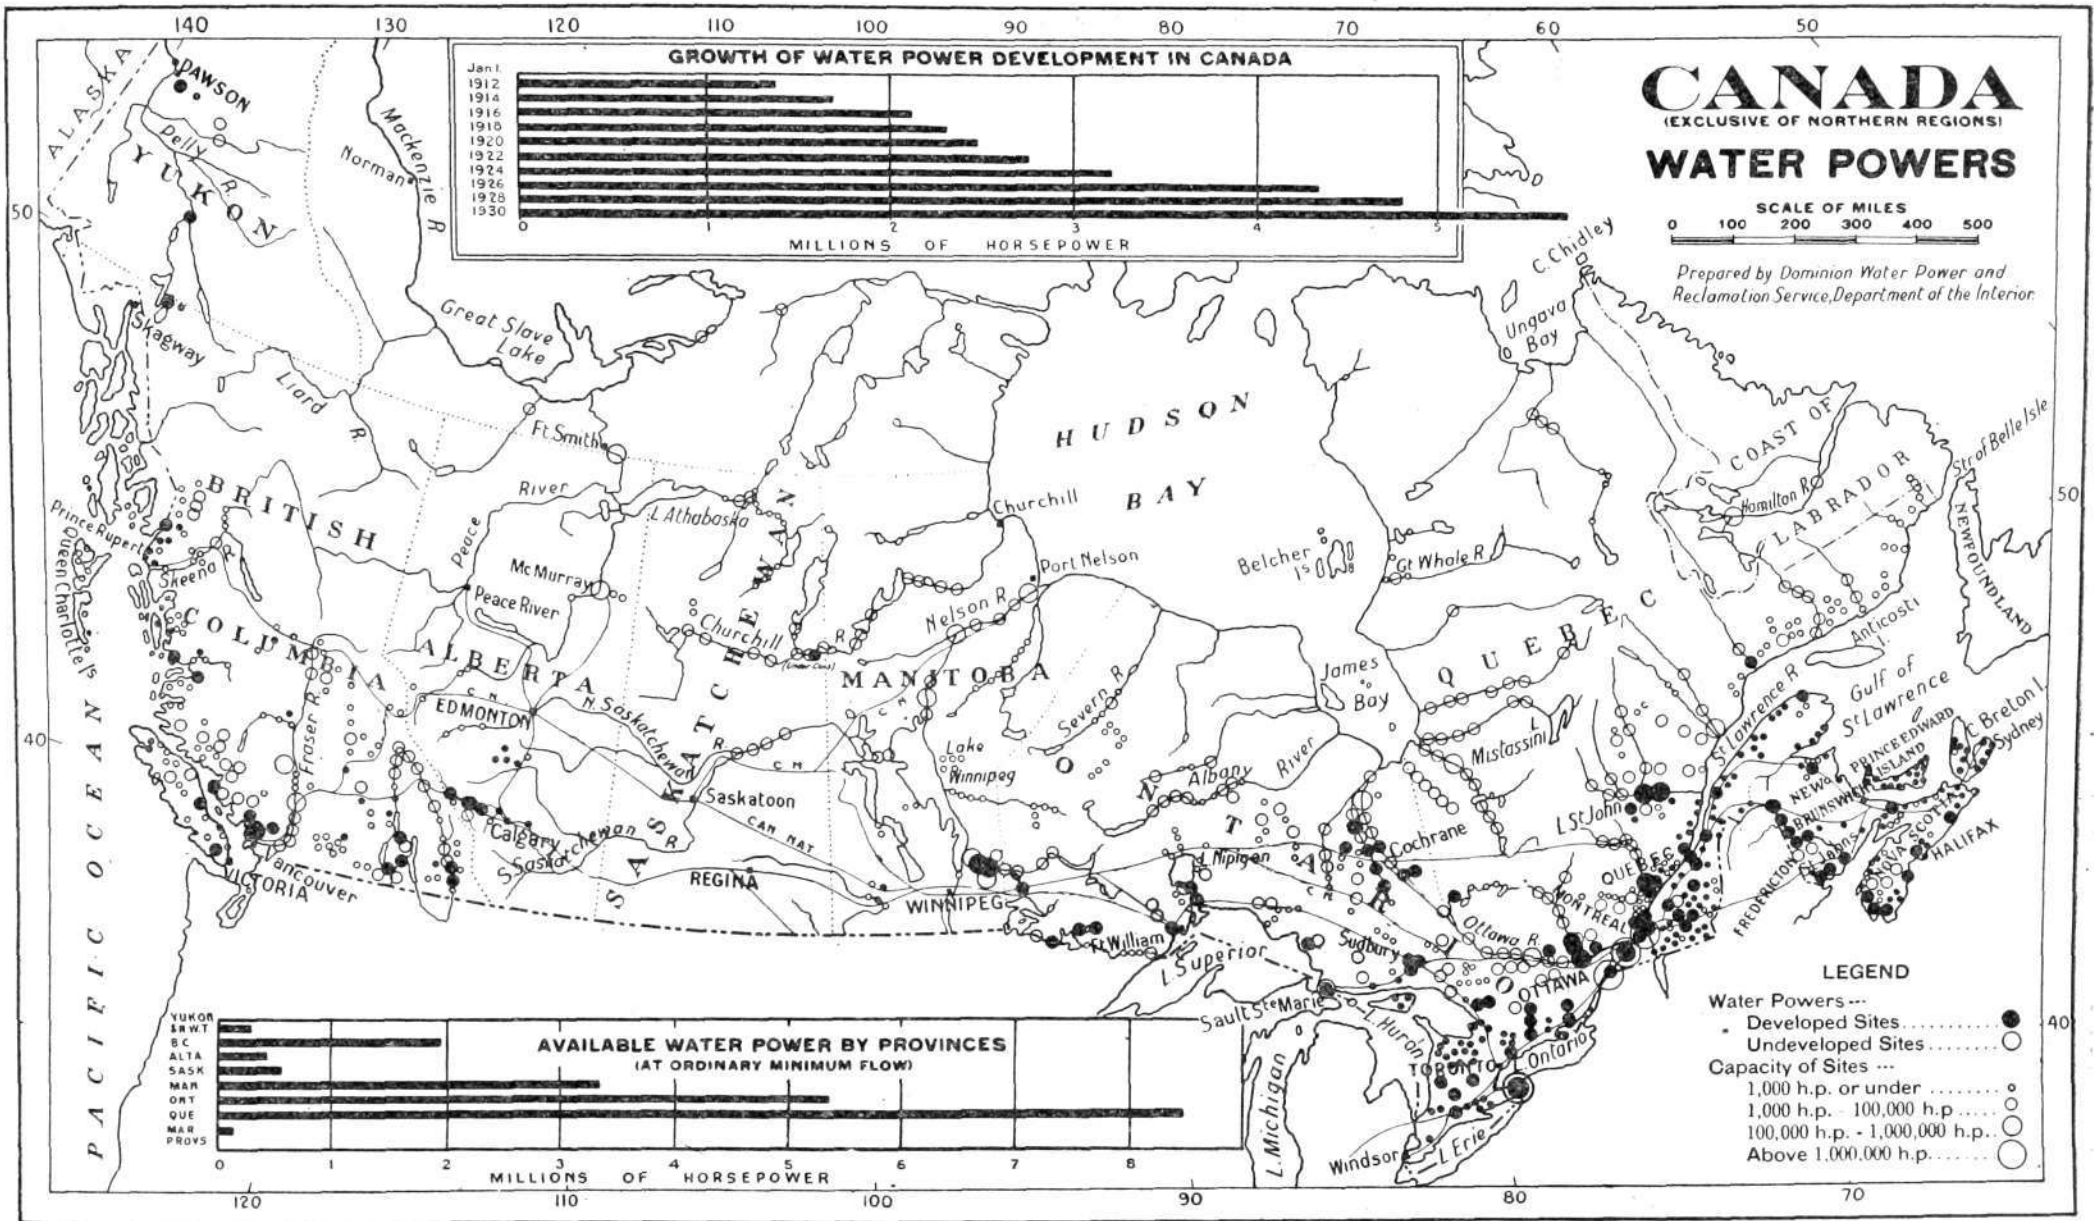 140 130 120 110 100 90 80 70 60 50
GROWTH OF WATER POWER DEVELOPMENT IN CANADA
Jan 1.
1912
1914
1916
1918
1920
1922
1924
1926
1928
1930
0 1 2 3 4 5
MILLIONS OF HORSEPOWER
CANADA
(EXCLUSIVE OF NORTHERN REGIONS)
WATER POWERS
SCALE OF MILES
0 100 200 300 400 500
Prepared by Dominion Water Power and
Reclamation Service, Department of the Interior.
ALASKA
DAWSON
Pelly R
YUKON
Norman
Mackenzie R
50
Skagway
Great Slave
Lake
Liard R.
Ft. Smith
C. Chidley
Ungava
Bay
HUDSON
BAY
COAST OF
LABRADOR
Str of Belle Isle
Hamilton R
50
NEWFOUNDLAND
BRITISH
COLUMBIA
Prince Rupert
Queen Charlotte Is
Skeena R
Peace
River
L Athabaska
McMurray
Peace River
Churchill
Port Nelson
Belcher
Is
Gt Whale R
Churchill R
(Under Cons)
Nelson R
ALBERTA
SASKATCHEWAN
MANITOBA
Severn R
James
Bay
QUEBEC
Anticosti
I.
Gulf of
St Lawrence
St Lawrence R
C N
EDMONTON
N. Saskatchewan
R
C N
C N
40
Fraser R
Lake
Winnipeg
Albany
River
L
Mistassini
PRINCE EDWARD
ISLAND
C. Breton I.
Sydney
NEW
BRUNSWICK
NOVA SCOTIA
HALIFAX
St Johns
FREDERICTON
Saskatoon
CAN NAT
Calgary
S. Saskatchewan
R
REGINA
WINNIPEG
Vancouver
VICTORIA
ONTARIO
L. Nipigon
C N R
Cochrane
L St John
QUEBEC
MONTREAL
Ottawa R.
OTTAWA
Ft William
L. Superior
Sudbury
Sault Ste Marie
L. Huron
TORONTO
Ontario
L. Michigan
L Erie
Windsor
PACIFIC OCEAN
AVAILABLE WATER POWER BY PROVINCES
(AT ORDINARY MINIMUM FLOW)
YUKON
& N.W.T
B C
ALTA
SASK
MAN
ONT
QUE
MAR
PROVS
0 1 2 3 4 5 6 7 8
MILLIONS OF HORSEPOWER
LEGEND
Water Powers ---
Developed Sites
" Undeveloped Sites
Capacity of Sites ---
1,000 h.p. or under
1,000 h.p. - 100,000 h.p
100,000 h.p. - 1,000,000 h.p.
Above 1,000,000 h.p.
40
120 110 100 90 80 70